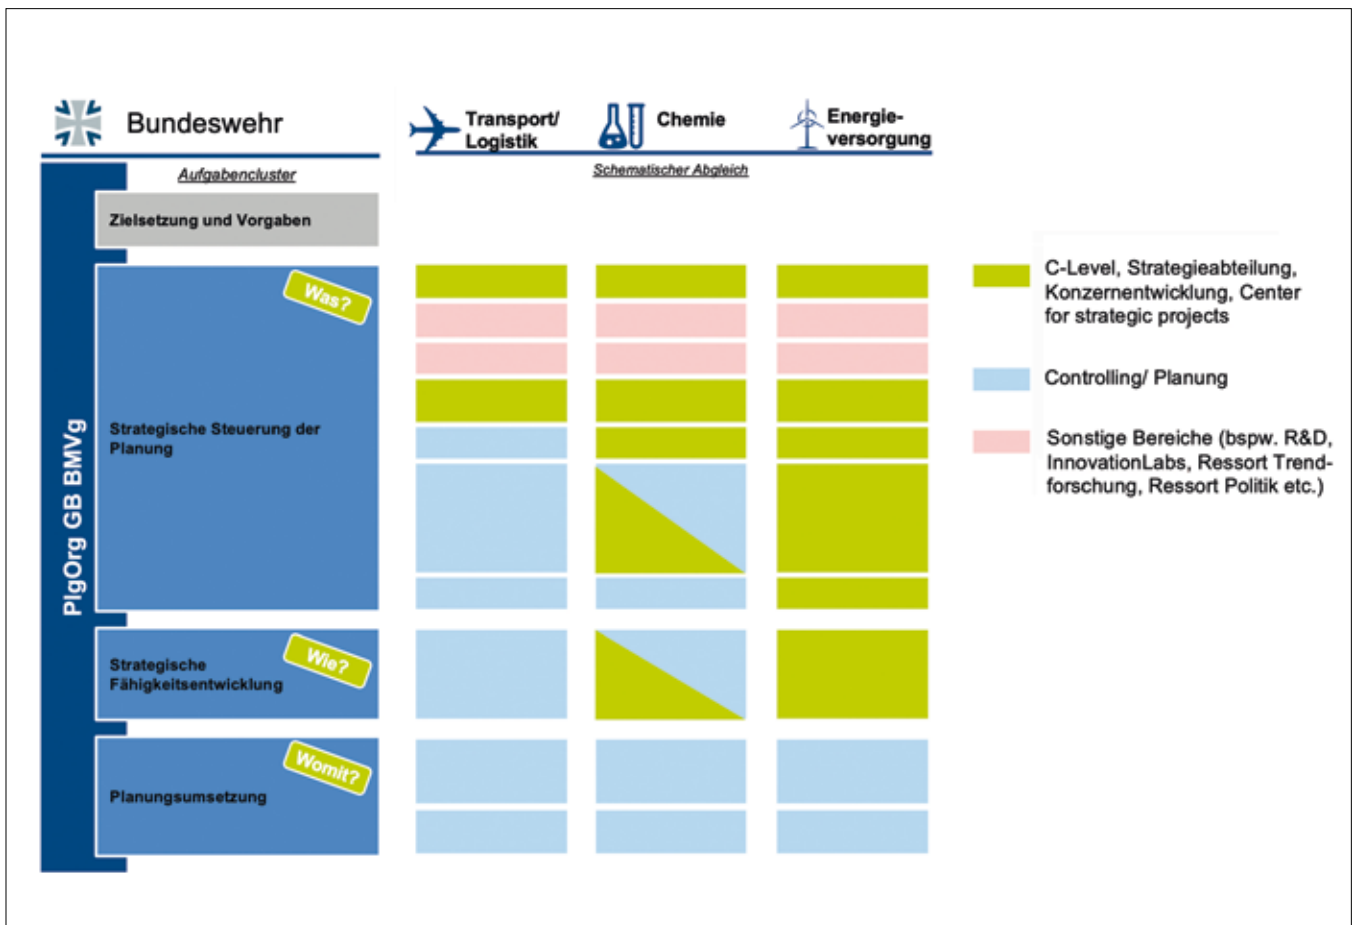 Bundeswehr
Transport/
Logistik
Chemie
Energie-
versorgung
Aufgabencluster
Schematischer Abgleich
PlgOrg GB BMVg
Zielsetzung und Vorgaben
Was?
Strategische Steuerung der
Planung
Wie?
Strategische
Fähigkeitsentwicklung
Womit?
Planungsumsetzung
C-Level, Strategieabteilung,
Konzernentwicklung, Center
for strategic projects
Controlling/ Planung
Sonstige Bereiche (bspw. R&D,
InnovationLabs, Ressort Trend-
forschung, Ressort Politik etc.)